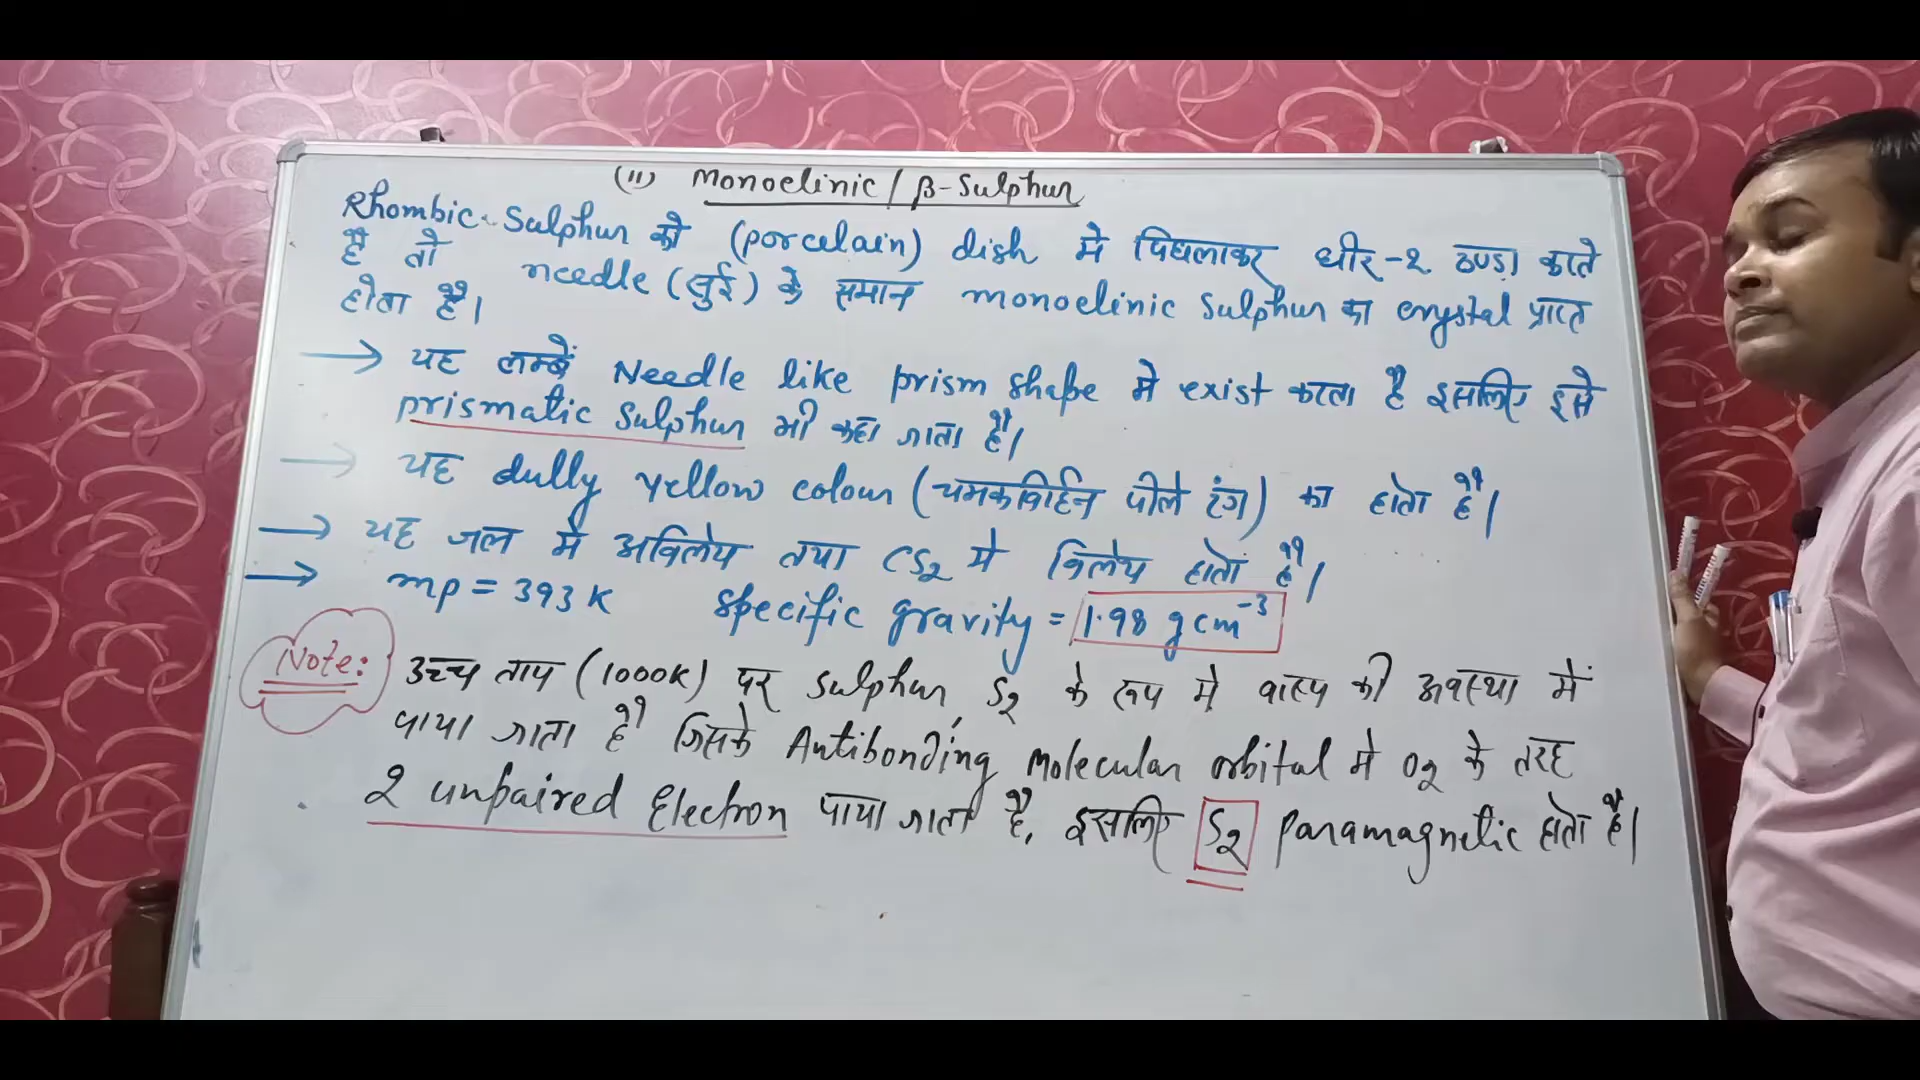 (ii) Monoclinic / β-Sulphur
Rhombic-Sulphur को (porcelain) dish मे पिघलाकर धीरे-2 ठण्डा करते
है तो needle (सुई) के समान monoclinic Sulphur का crystal प्राप्त
होता है।
→ यह लम्बें Needle like prism shape मे exist करता है इसलिए इसे
prismatic Sulphur भी कहा जाता है।
→ यह dully yellow colour (चमकविहिन पीले रंग) का होता है।
→ यह जल मे अविलेय तथा CS₂ मे विलेय होता है।
→ mp = 393 K Specific gravity = 1.98 g cm⁻³
Note: उच्च ताप (1000K) पर Sulphur, S₂ के रूप मे वाष्प की अवस्था में
पाया जाता है जिसके Antibonding Molecular orbital मे O₂ के तरह
2 unpaired Electron पाया जाता है, इसलिए S₂ paramagnetic होता है।